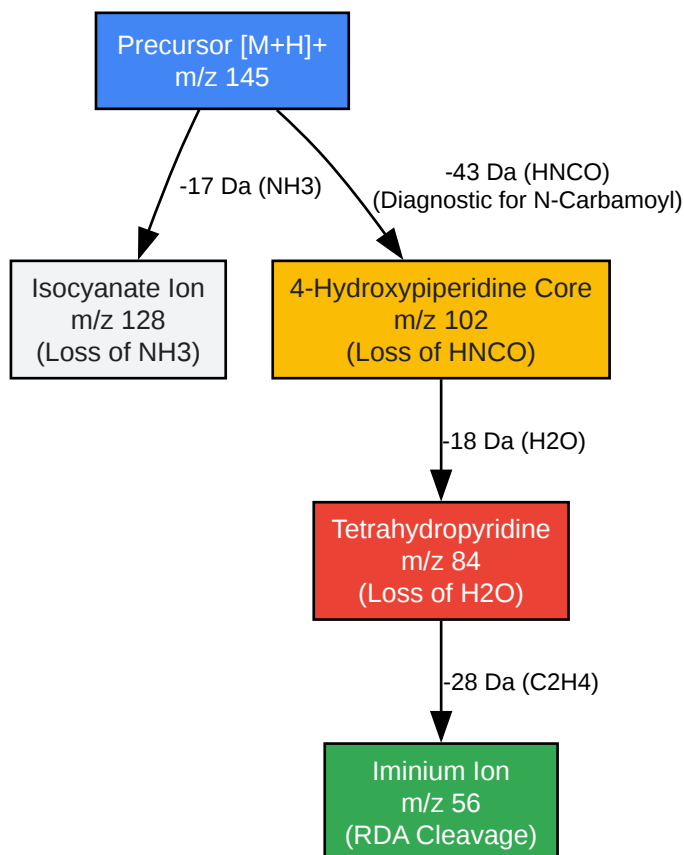 Precursor [M+H]+
m/z 145
-17 Da (NH3)
-43 Da (HNCO)
(Diagnostic for N-Carbamoyl)
Isocyanate Ion
m/z 128
(Loss of NH3)
4-Hydroxypiperidine Core
m/z 102
(Loss of HNCO)
-18 Da (H2O)
Tetrahydropyridine
m/z 84
(Loss of H2O)
-28 Da (C2H4)
Iminium Ion
m/z 56
(RDA Cleavage)